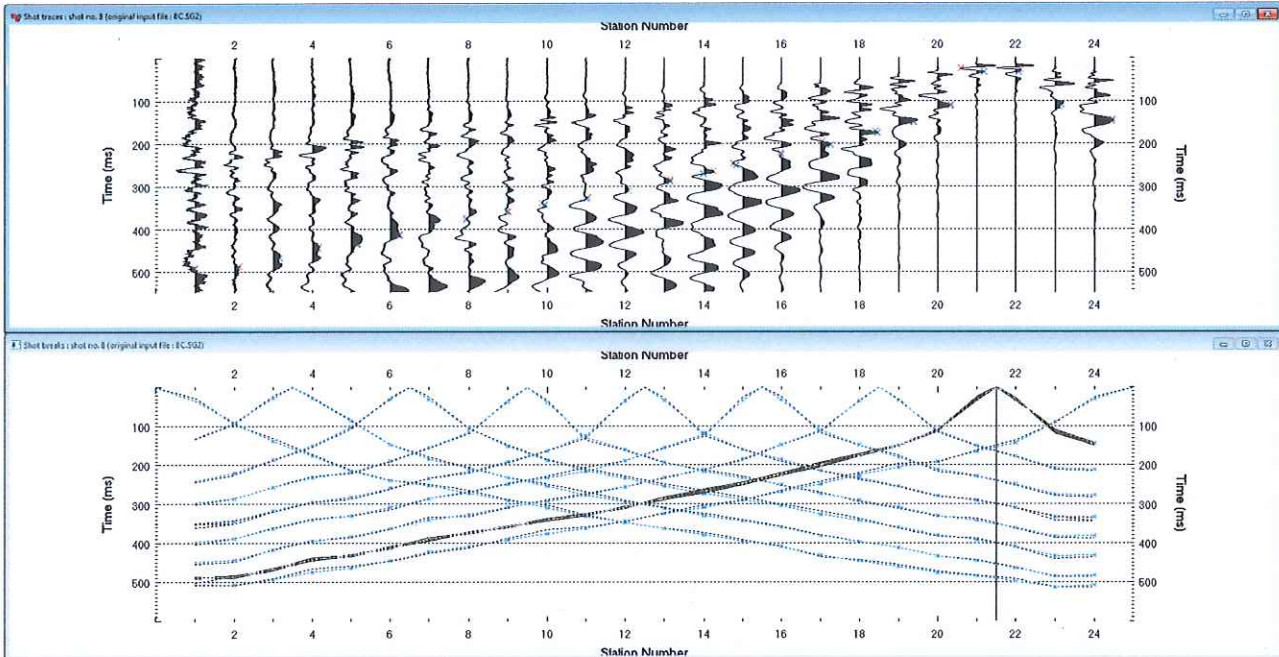 Shot traces : shot no. 8 (original input file : 8C.SG2)
Station Number
2 4 6 8 10 12 14 16 18 20 22 24
100 100
200 200
300 300
400 400
500 500
Time (ms) Time (ms)
2 4 6 8 10 12 14 16 18 20 22 24
Station Number
Shot breaks : shot no. 8 (original input file : 8C.SG2)
Station Number
2 4 6 8 10 12 14 16 18 20 22 24
100 100
200 200
300 300
400 400
500 500
Time (ms) Time (ms)
2 4 6 8 10 12 14 16 18 20 22 24
Station Number